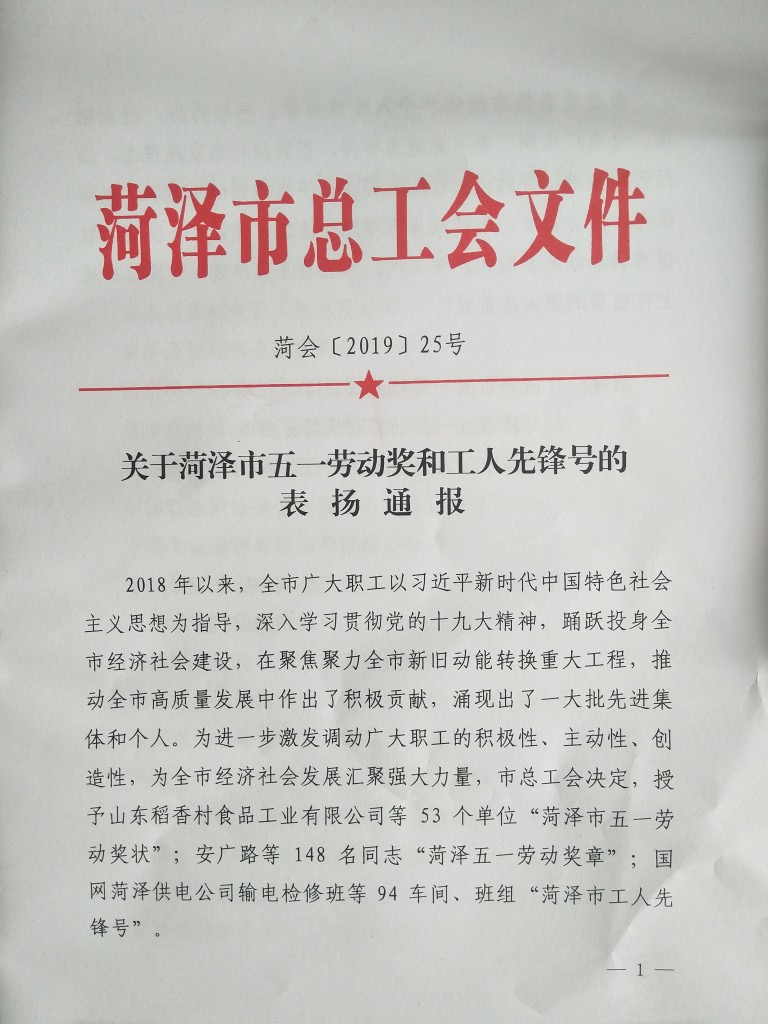 菏泽市总工会文件
菏会〔2019〕25号
关于菏泽市五一劳动奖和工人先锋号的
表扬通报
2018年以来，全市广大职工以习近平新时代中国特色社会
主义思想为指导，深入学习贯彻党的十九大精神，踊跃投身全
市经济社会建设，在聚焦聚力全市新旧动能转换重大工程，推
动全市高质量发展中作出了积极贡献，涌现出了一大批先进集
体和个人。为进一步激发调动广大职工的积极性、主动性、创
造性，为全市经济社会发展汇聚强大力量，市总工会决定，授
予山东稻香村食品工业有限公司等 53 个单位“菏泽市五一劳
动奖状”；安广路等 148 名同志“菏泽五一劳动奖章”；国
网菏泽供电公司输电检修班等 94 车间、班组“菏泽市工人先
锋号”。
— 1 —